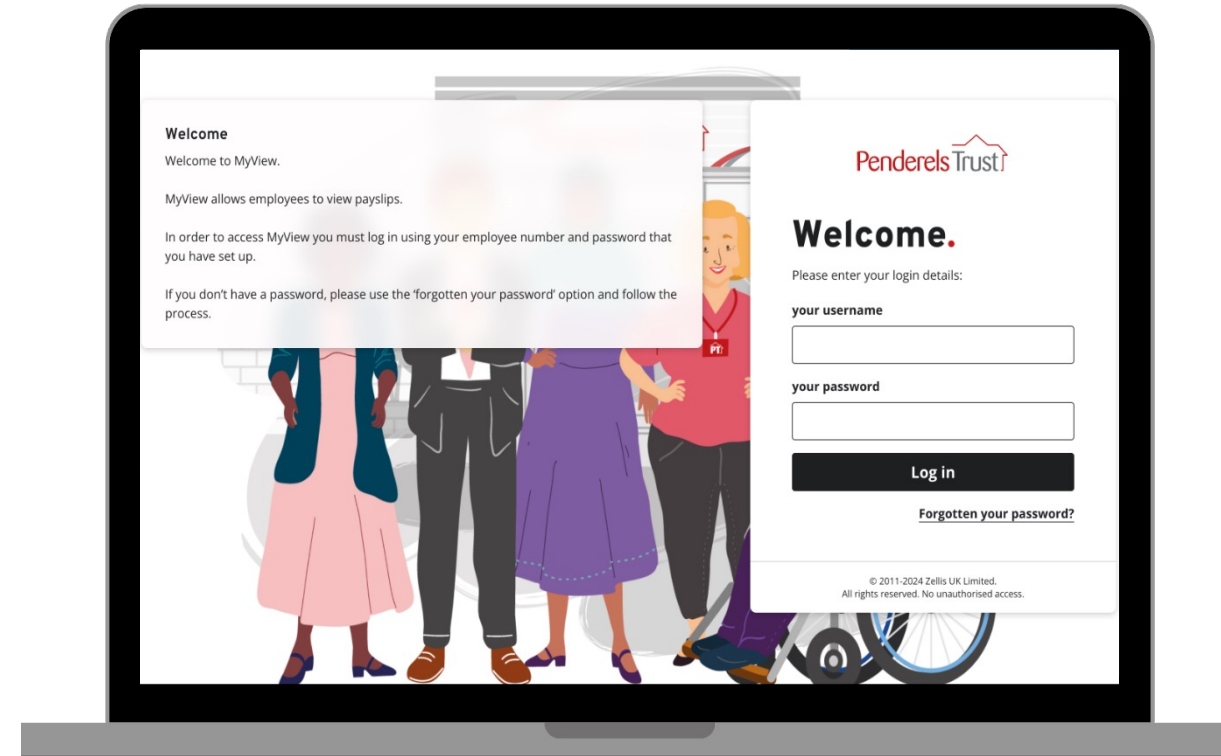 Welcome
Welcome to MyView.
MyView allows employees to view payslips.
In order to access MyView you must log in using your employee number and password that
you have set up.
If you don't have a password, please use the 'forgotten your password' option and follow the
process.
PT
Penderels Trust
Welcome.
Please enter your login details:
your username
your password
Log in
Forgotten your password?
© 2011-2024 Zellis UK Limited.
All rights reserved. No unauthorised access.